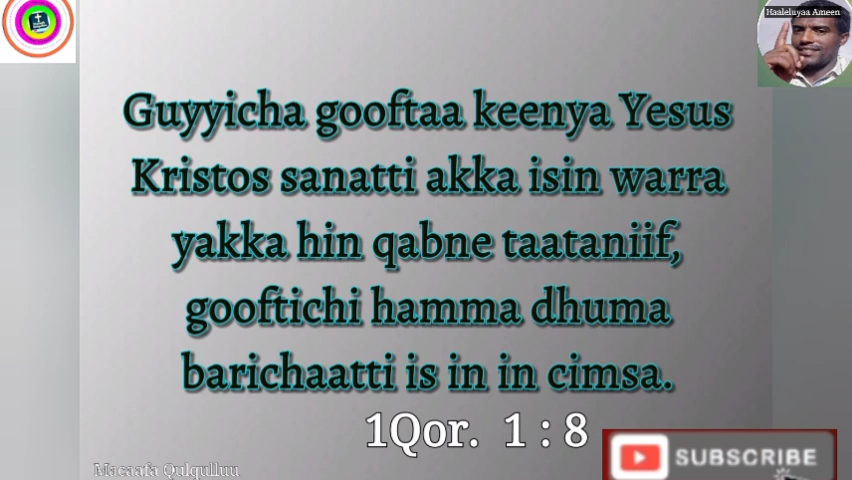 Haaleluyaa Ameen
Guyyicha gooftaa keenya Yesus
Kristos sanatti akka isin warra
yakka hin qabne taataniif,
gooftichi hamma dhuma
barichaatti is in in cimsa.
1Qor. 1 : 8
Macaafa Qulqulluu
SUBSCRIBE